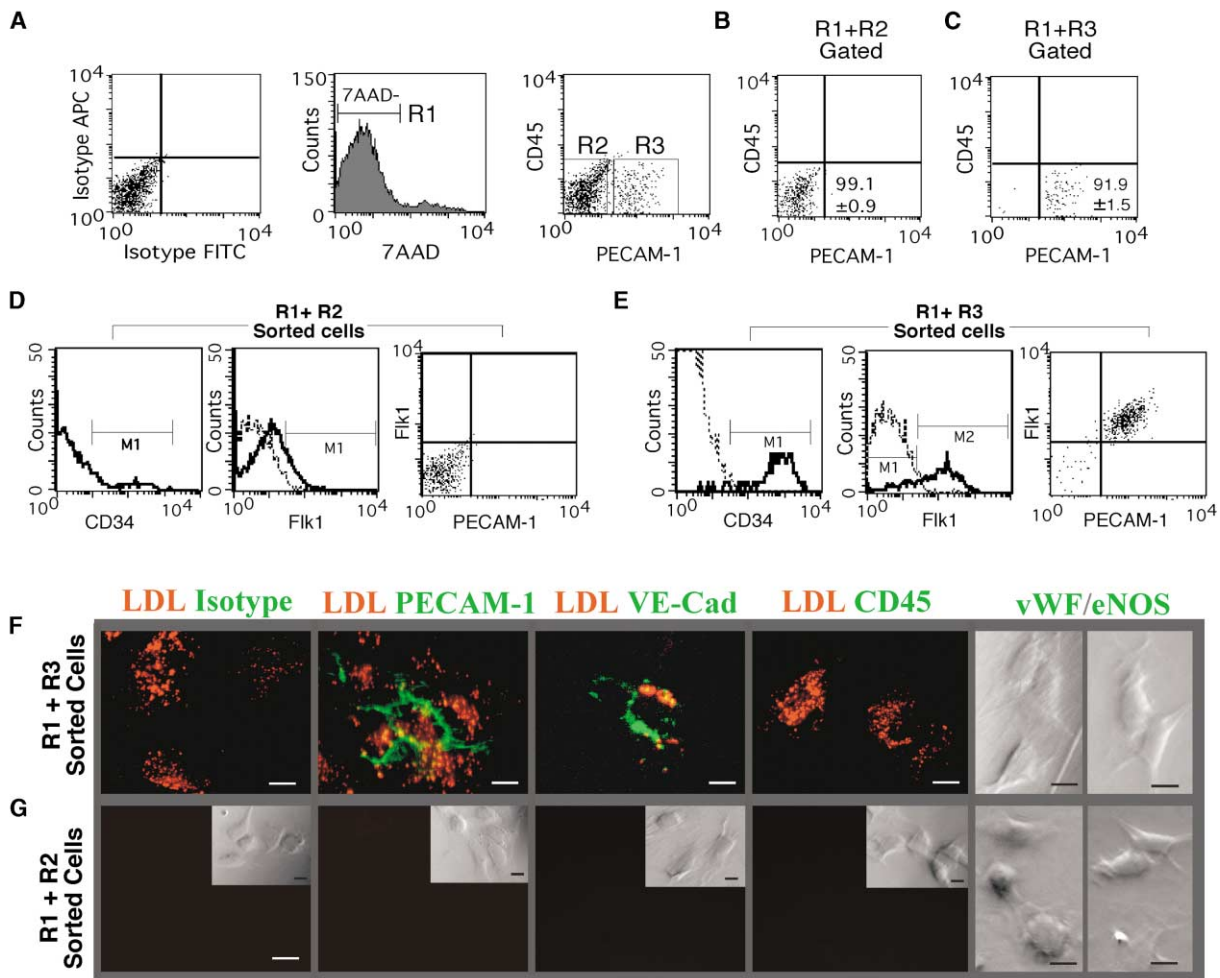 A
10⁴
Isotype APC
10⁰
10⁰ 10⁴
Isotype FITC
150
Counts
0
7AAD-
R1
10⁰ 10⁴
7AAD
10⁴
CD45
10⁰
R2 R3
10⁰ 10⁴
PECAM-1
B
R1+R2
Gated
10⁴
CD45
10⁰
99.1
±0.9
10⁰ 10⁴
PECAM-1
C
R1+R3
Gated
10⁴
CD45
10⁰
91.9
±1.5
10⁰ 10⁴
PECAM-1
D
R1+ R2
Sorted cells
50
Counts
0
M1
10⁰ 10⁴
CD34
50
Counts
0
M1
10⁰ 10⁴
Flk1
10⁴
Flk1
10⁰
10⁰ 10⁴
PECAM-1
E
R1+ R3
Sorted cells
50
Counts
0
M1
10⁰ 10⁴
CD34
50
Counts
0
M2
M1
10⁰ 10⁴
Flk1
10⁴
Flk1
10⁰
10⁰ 10⁴
PECAM-1
LDL Isotype
LDL PECAM-1
LDL VE-Cad
LDL CD45
vWF/eNOS
F
R1 + R3
Sorted Cells
G
R1 + R2
Sorted Cells